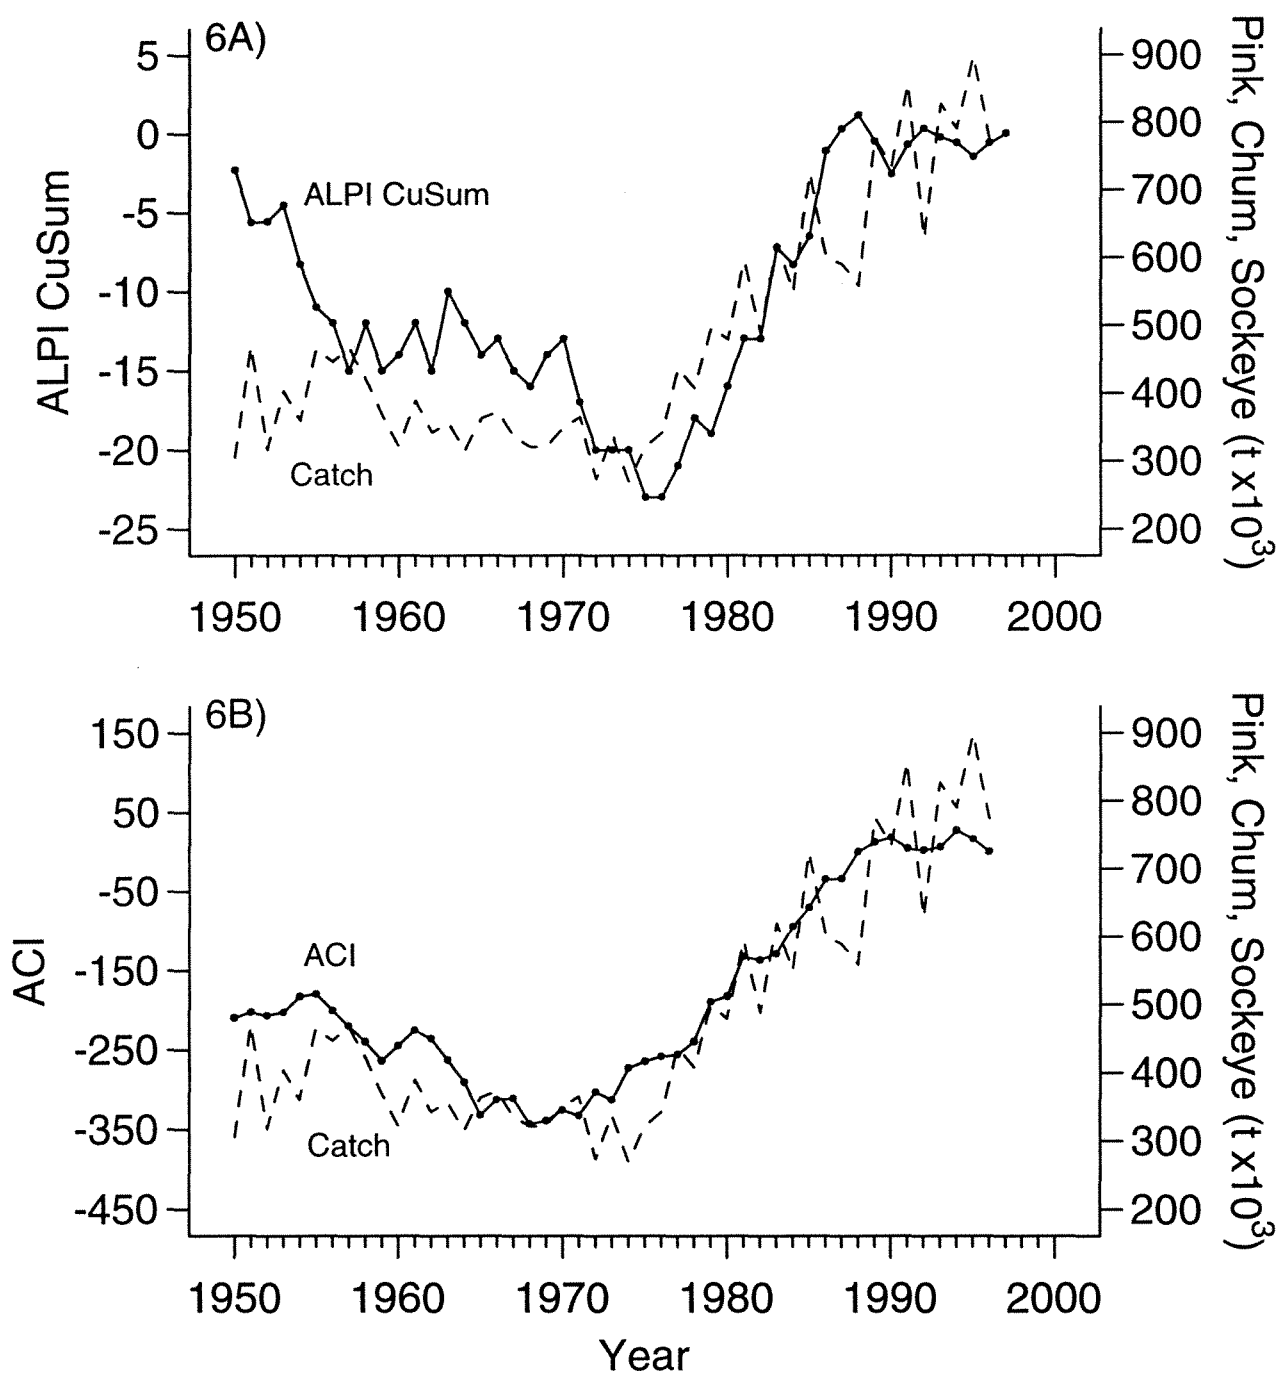 6A)
5
0
-5
-10
-15
-20
-25
ALPI CuSum
ALPI CuSum
Catch
900
800
700
600
500
400
300
200
Pink, Chum, Sockeye (t x10³)
1950 1960 1970 1980 1990 2000
6B)
150
50
-50
-150
-250
-350
-450
ACI
ACI
Catch
900
800
700
600
500
400
300
200
Pink, Chum, Sockeye (t x10³)
1950 1960 1970 1980 1990 2000
Year